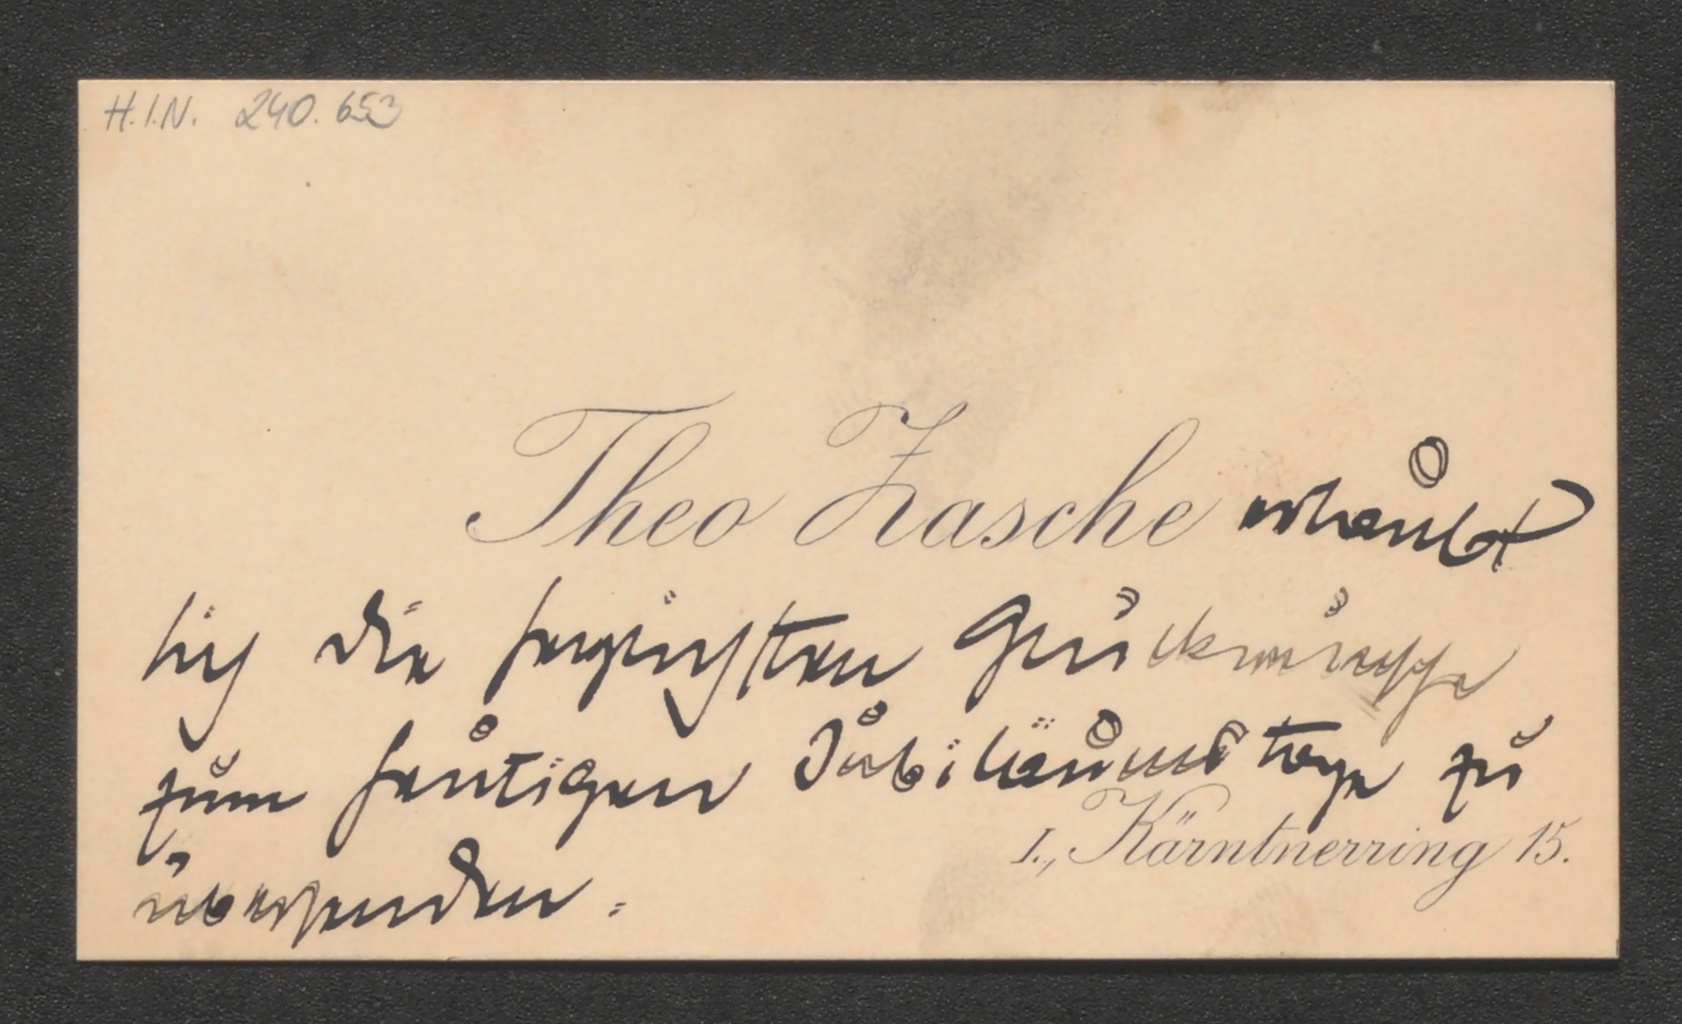 H.I.N. 240.653
Theo Zasche erlaubt
sich die herzlichsten Glückwünsche
zum heutigen Jubiläumstage zu
I., Kärntnerring 15.
übersenden.